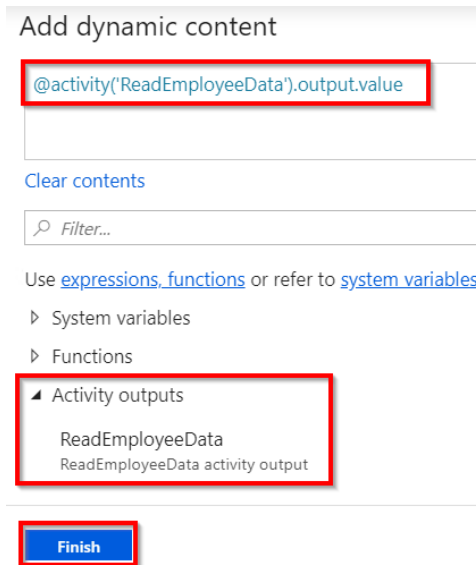 Add dynamic content
@activity('ReadEmployeeData').output.value
Clear contents
Filter...
Use expressions, functions or refer to system variables
System variables
Functions
Activity outputs
ReadEmployeeData
ReadEmployeeData activity output
Finish